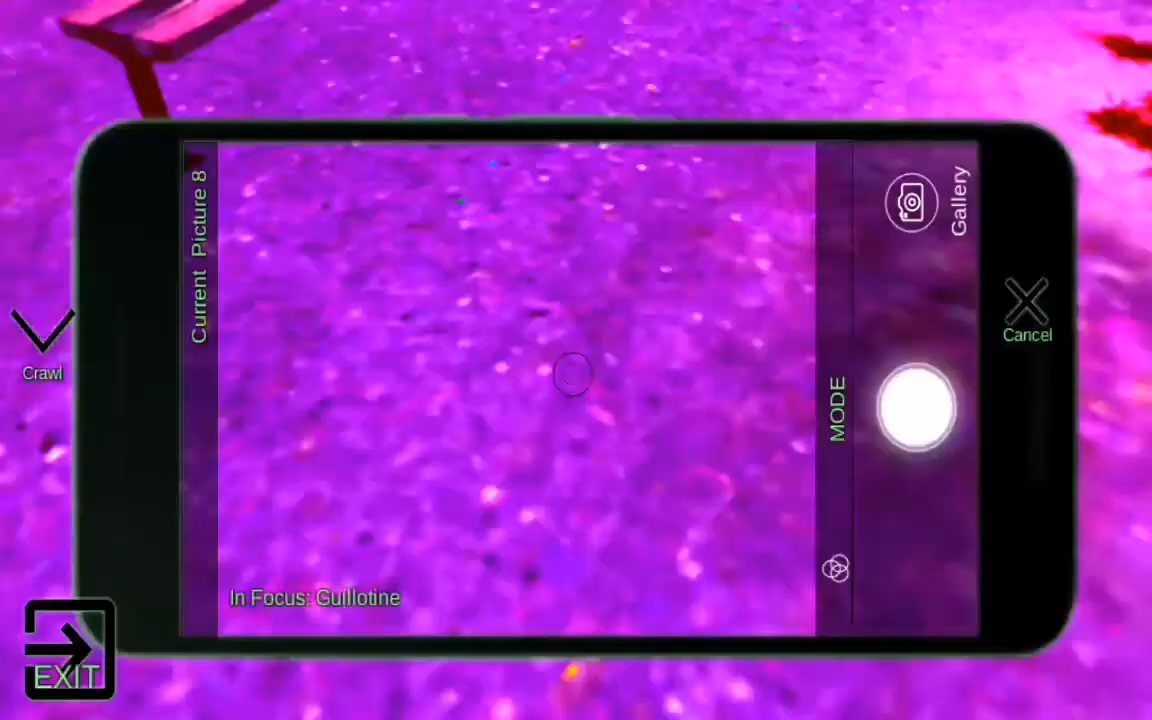 Current Picture 8
Gallery
Cancel
Crawl
MODE
In Focus: Guillotine
EXIT